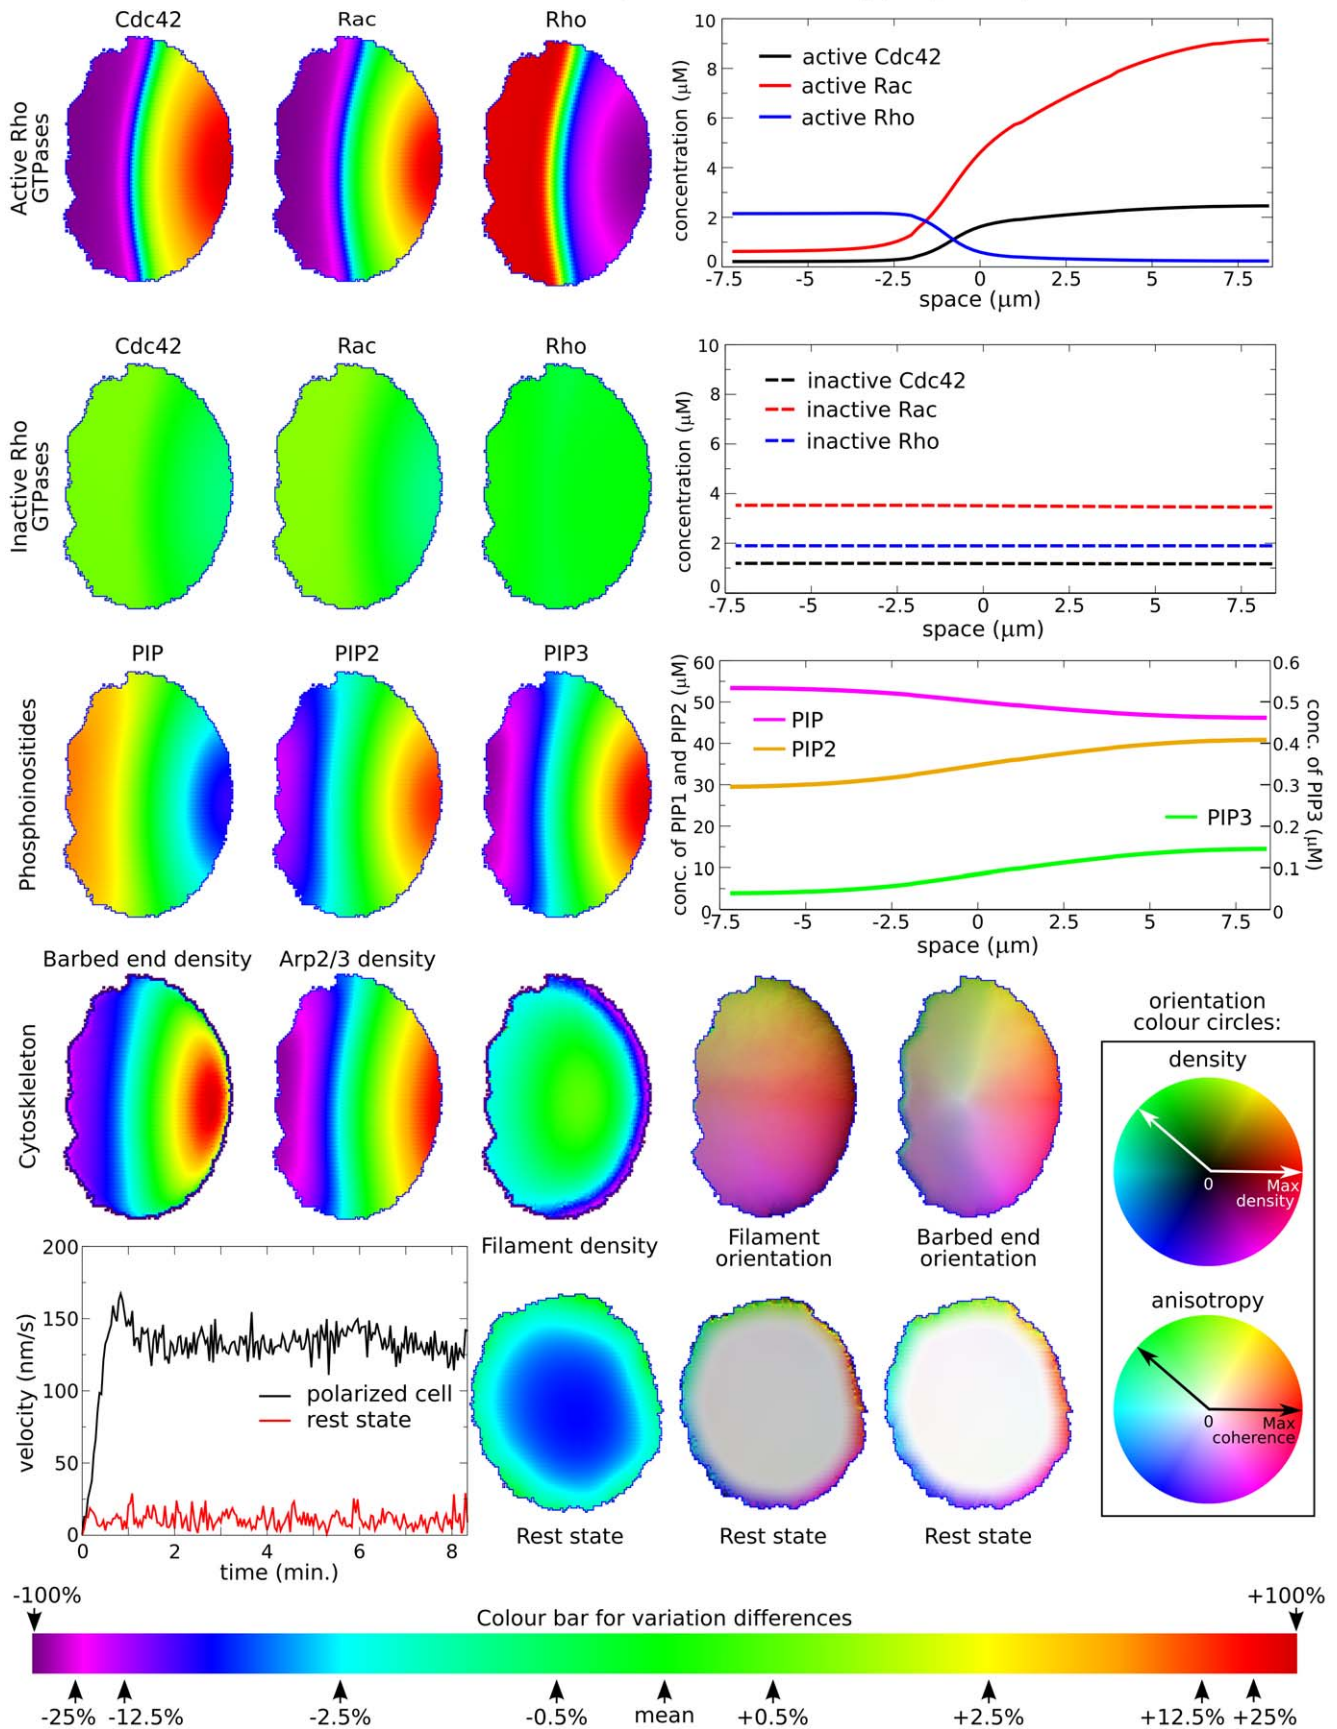 Cdc42
Rac
Rho
Active Rho
GTPases
10
8
6
4
2
0
concentration (μM)
active Cdc42
active Rac
active Rho
-7.5
-5
-2.5
0
2.5
5
7.5
space (μm)
Cdc42
Rac
Rho
Inactive Rho
GTPases
10
8
6
4
2
0
concentration (μM)
inactive Cdc42
inactive Rac
inactive Rho
-7.5
-5
-2.5
0
2.5
5
7.5
space (μm)
PIP
PIP2
PIP3
Phosphoinositides
60
50
40
30
20
10
0
conc. of PIP1 and PIP2 (μM)
PIP
PIP2
PIP3
0.6
0.5
0.4
0.3
0.2
0.1
0
conc. of PIP3 (μM)
-7.5
-5
-2.5
0
2.5
5
7.5
space (μm)
Barbed end density
Arp2/3 density
Cytoskleleton
Filament density
Filament
orientation
Barbed end
orientation
orientation
colour circles:
density
0
Max
density
anisotropy
0
Max
coherence
200
150
100
50
0
velocity (nm/s)
polarized cell
rest state
0
2
4
6
8
time (min.)
Rest state
Rest state
Rest state
-100%
Colour bar for variation differences
+100%
-25%
-12.5%
-2.5%
-0.5%
mean
+0.5%
+2.5%
+12.5%
+25%